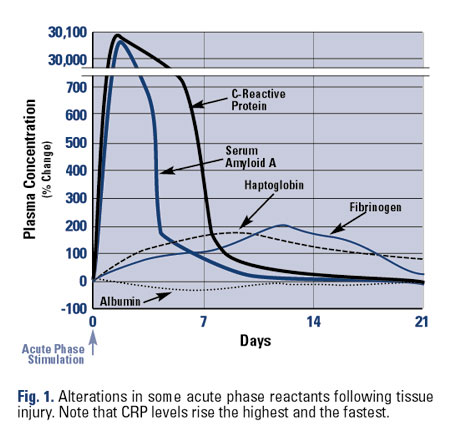 30,100
30,000
700
600
500
400
300
200
100
0
-100
Plasma Concentration
(% Change)
C-Reactive
Protein
Serum
Amyloid A
Haptoglobin
Fibrinogen
Albumin
0
7
14
21
Days
Acute Phase
Stimulation
Fig. 1. Alterations in some acute phase reactants following tissue
injury. Note that CRP levels rise the highest and the fastest.